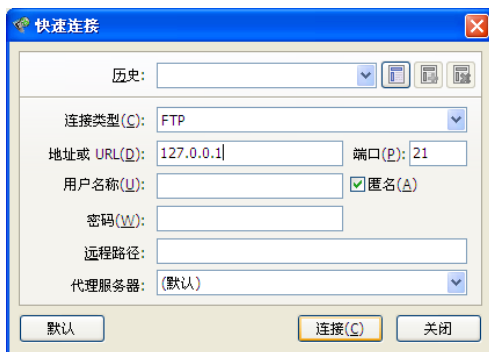 快速连接
历史:
连接类型(C): FTP
地址或 URL(D): 127.0.0.1 端口(P): 21
用户名称(U): 匿名(A)
密码(W):
远程路径:
代理服务器: (默认)
默认 连接(C) 关闭